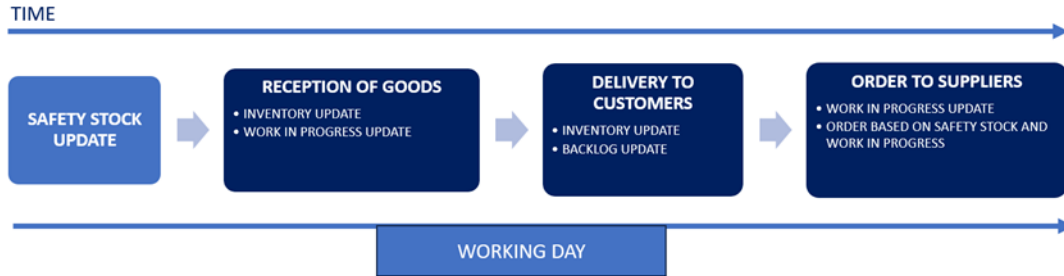 TIME
SAFETY STOCK
UPDATE
RECEPTION OF GOODS
• INVENTORY UPDATE
• WORK IN PROGRESS UPDATE
DELIVERY TO
CUSTOMERS
• INVENTORY UPDATE
• BACKLOG UPDATE
ORDER TO SUPPLIERS
• WORK IN PROGRESS UPDATE
• ORDER BASED ON SAFETY STOCK AND
WORK IN PROGRESS
WORKING DAY